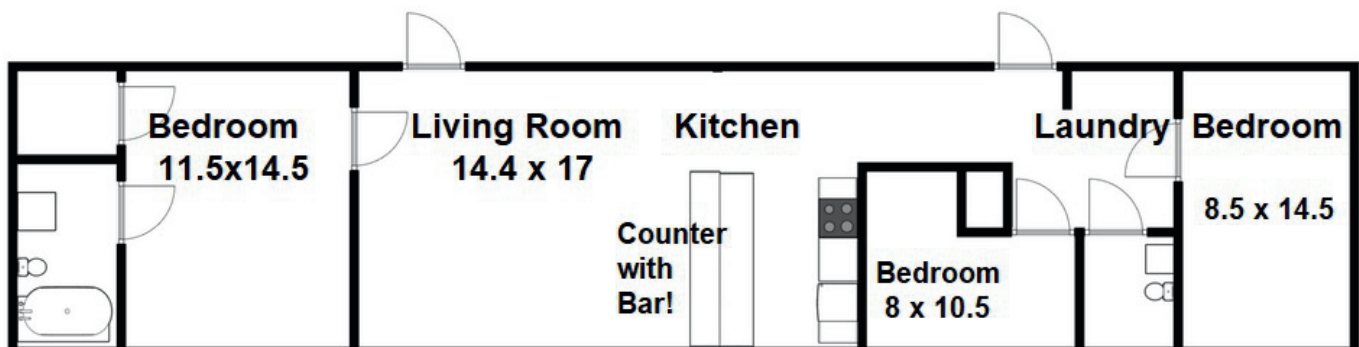 Bedroom
11.5x14.5
Living Room
14.4 x 17
Kitchen
Counter
with
Bar!
Bedroom
8 x 10.5
Laundry
Bedroom
8.5 x 14.5